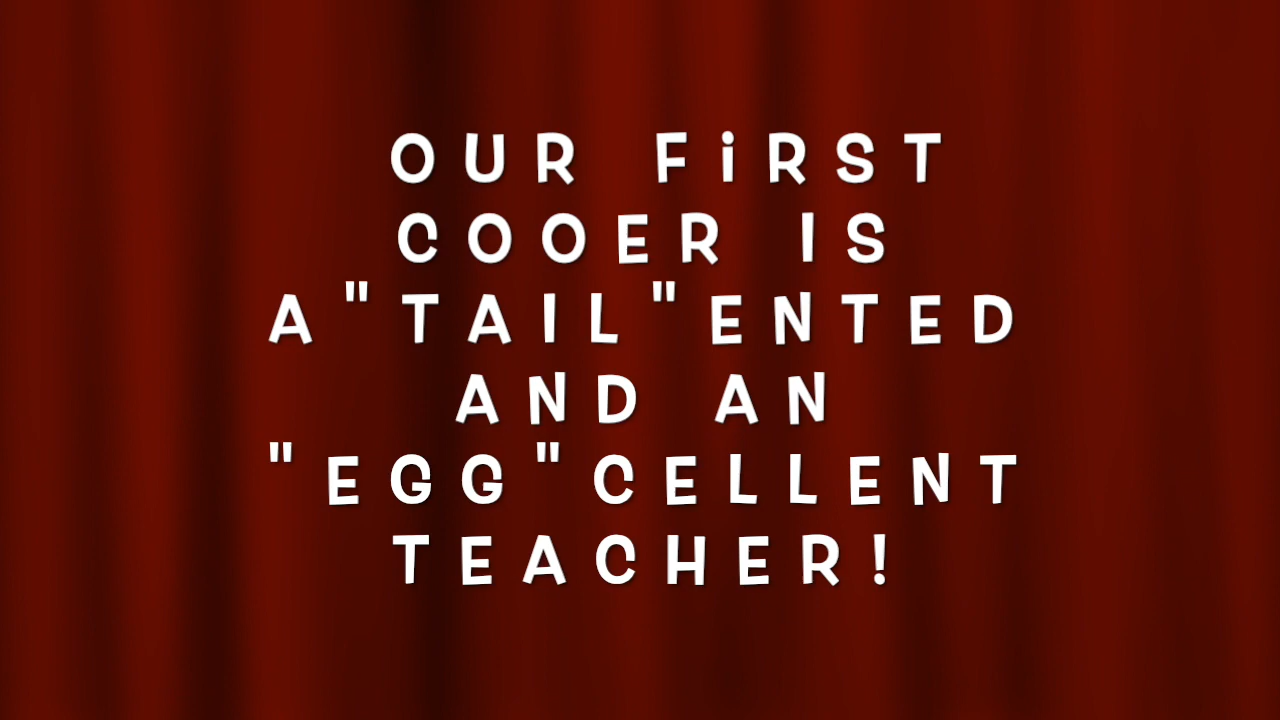 OUR FiRST
COOER IS
A"TAIL"ENTED
AND AN
"EGG"CELLENT
TEACHER!